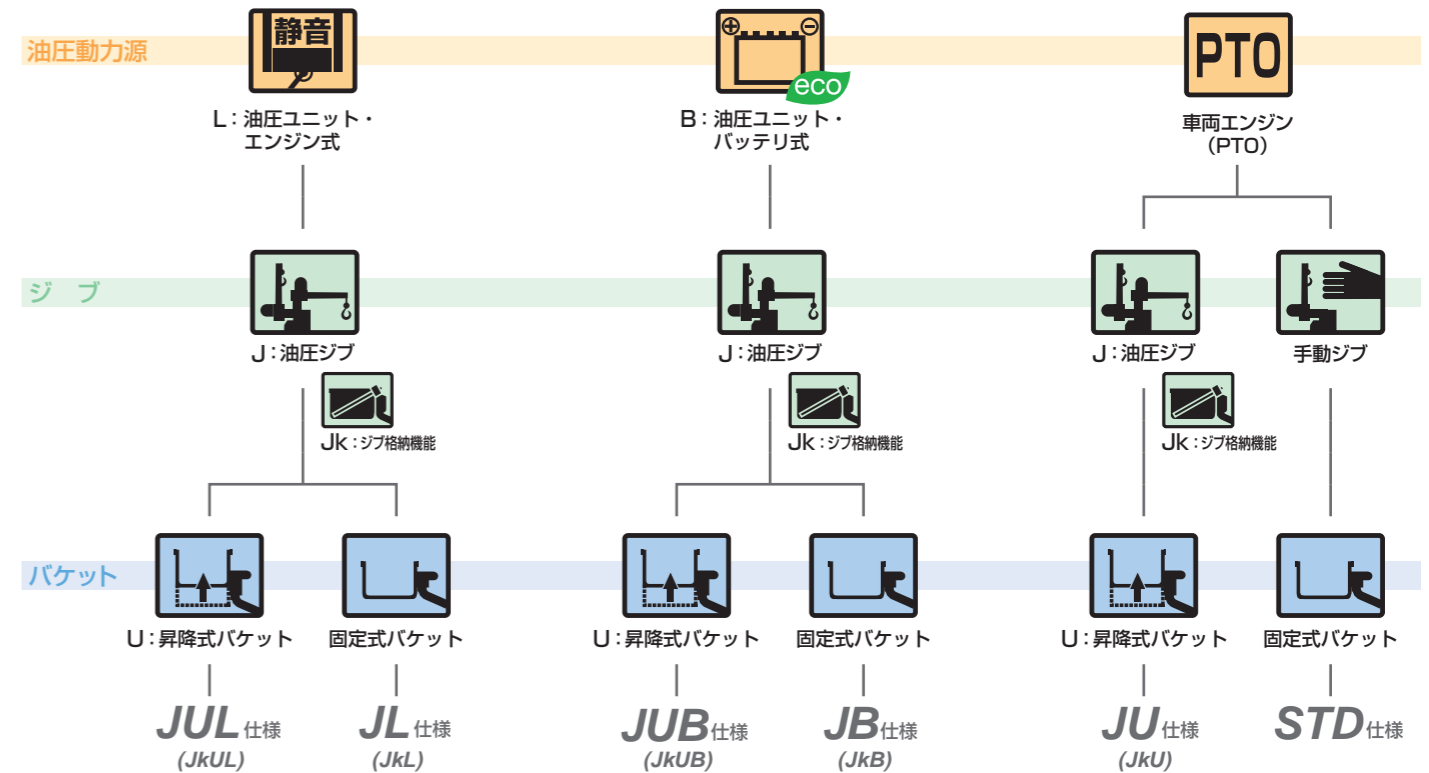 油圧動力源
静音
⊕ ⊖
eco
PTO
L：油圧ユニット・
エンジン式
B：油圧ユニット・
バッテリ式
車両エンジン
（PTO）
ジ ブ
J：油圧ジブ
J：油圧ジブ
J：油圧ジブ
手動ジブ
Jk：ジブ格納機能
Jk：ジブ格納機能
Jk：ジブ格納機能
バケット
U：昇降式バケット
固定式バケット
U：昇降式バケット
固定式バケット
U：昇降式バケット
固定式バケット
JUL仕様
(JkUL)
JL仕様
(JkL)
JUB仕様
(JkUB)
JB仕様
(JkB)
JU仕様
(JkU)
STD仕様